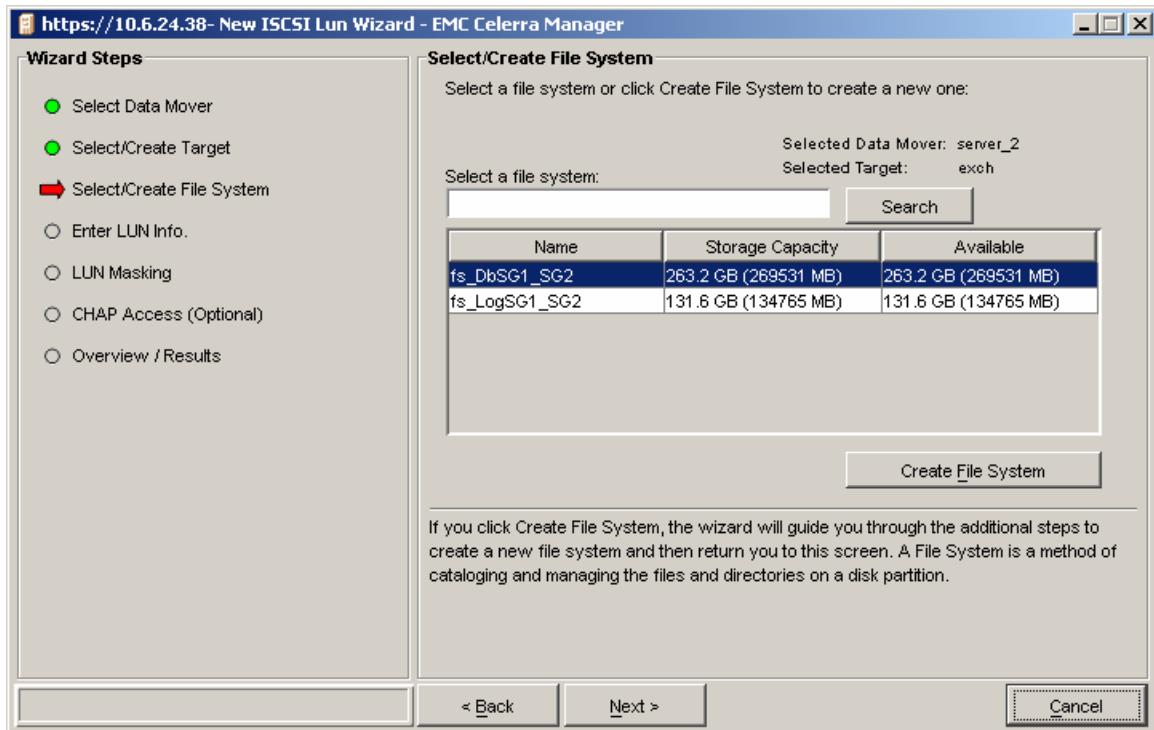 https://10.6.24.38- New ISCSI Lun Wizard - EMC Celerra Manager
Wizard Steps
Select Data Mover
Select/Create Target
Select/Create File System
Enter LUN Info.
LUN Masking
CHAP Access (Optional)
Overview / Results
Select/Create File System
Select a file system or click Create File System to create a new one:
Selected Data Mover: server_2
Selected Target: exch
Select a file system:
Search
Name Storage Capacity Available
fs_DbSG1_SG2 263.2 GB (269531 MB) 263.2 GB (269531 MB)
fs_LogSG1_SG2 131.6 GB (134765 MB) 131.6 GB (134765 MB)
Create File System
If you click Create File System, the wizard will guide you through the additional steps to
create a new file system and then return you to this screen. A File System is a method of
cataloging and managing the files and directories on a disk partition.
< Back Next > Cancel